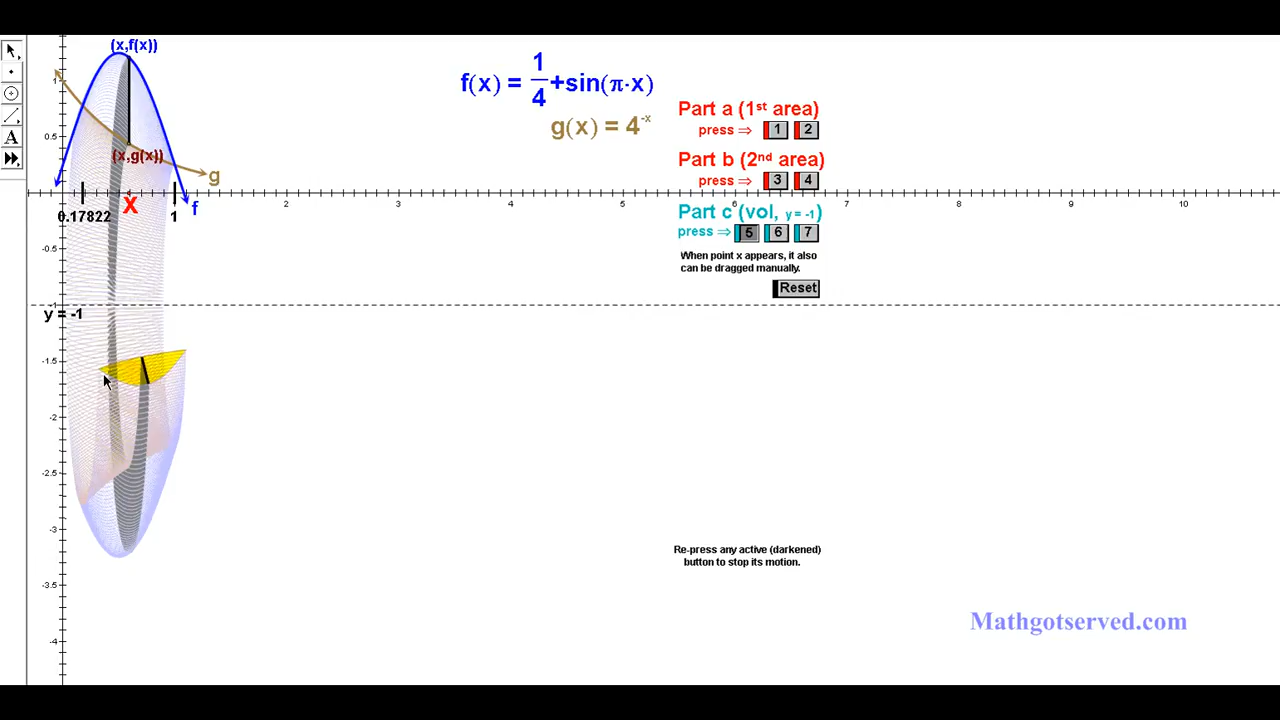 (x,f(x))
f(x) = 1/4+sin(π·x)
g(x) = 4^-x
Part a (1st area)
press ⇒ 1 2
Part b (2nd area)
press ⇒ 3 4
Part c (vol, y = -1)
press ⇒ 5 6 7
When point x appears, it also
can be dragged manually.
Reset
A
1
0.5
(x,g(x))
g
0.17822
X
1
f
2
3
4
5
6
7
8
9
10
-0.5
-1
y = -1
-1.5
-2
-2.5
-3
-3.5
-4
Re-press any active (darkened)
button to stop its motion.
Mathgotserved.com